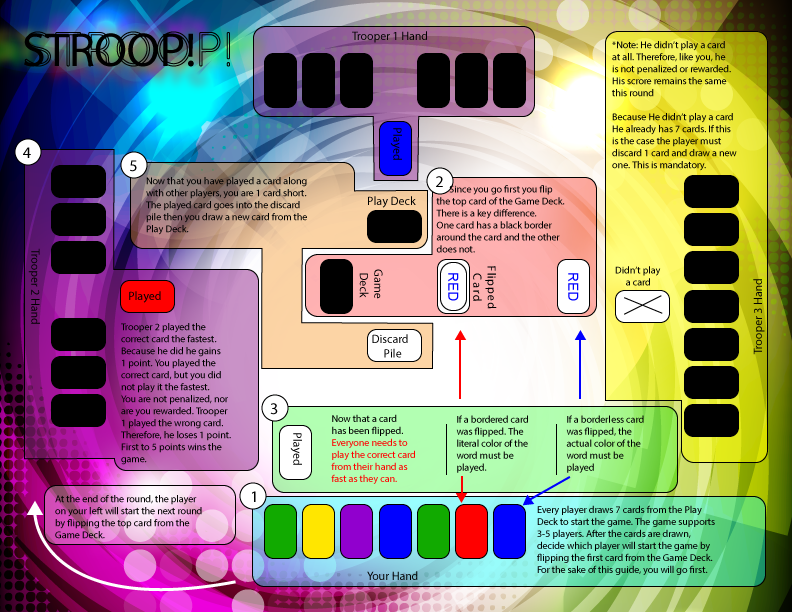 STROOP!
Trooper 1 Hand
Played
*Note: He didn't play a card
at all. Therefore, like you, he
is not penalized or rewarded.
His scrore remains the same
this round
Because He didn't play a card
He already has 7 cards. If this
is the case the player must
discard 1 card and draw a new
one. This is mandatory.
Didn't play
a card
Trooper 3 Hand
4
Trooper 2 Hand
Played
Trooper 2 played the
correct card the fastest.
Because he did he gains
1 point. You played the
correct card, but you did
not play it the fastest.
You are not penalized, nor
are you rewarded. Trooper
1 played the wrong card.
Therefore, he loses 1 point.
First to 5 points wins the
game.
5
Now that you have played a card along
with other players, you are 1 card short.
The played card goes into the discard
pile then you draw a new card from the
Play Deck.
Play Deck
2
Since you go first you flip
the top card of the Game Deck.
There is a key difference.
One card has a black border
around the card and the other
does not.
Game
Deck
RED
Flipped
Card
RED
Discard
Pile
3
Played
Now that a card
has been flipped.
Everyone needs to
play the correct card
from their hand as
fast as they can.
If a bordered card
was flipped. The
literal color of the
word must be
played.
If a borderless card
was flipped, the
actual color of the
word must be
played
At the end of the round, the player
on your left will start the next round
by flipping the top card from the
Game Deck.
1
Your Hand
Every player draws 7 cards from the Play
Deck to start the game. The game supports
3-5 players. After the cards are drawn,
decide which player will start the game by
flipping the first card from the Game Deck.
For the sake of this guide, you will go first.